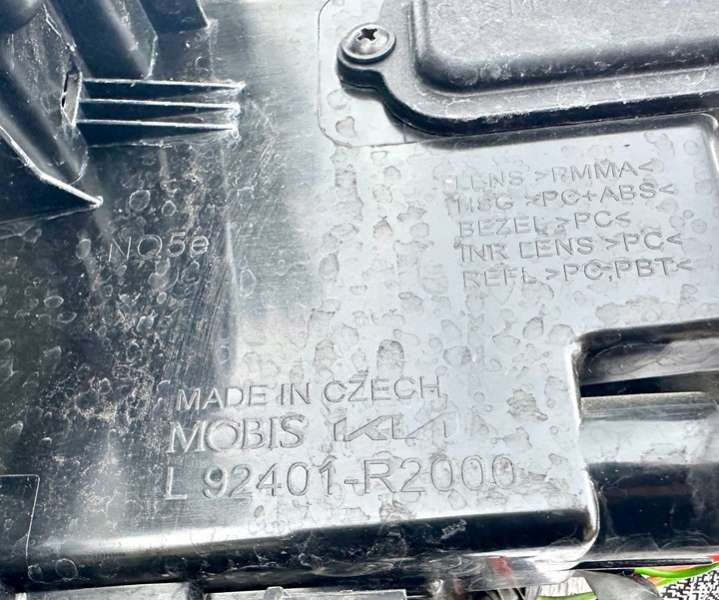 LENS >PMMA<
HSG >PC+ABS<
BEZEL >PC<
INR LENS >PC<
REFL >PC,PBT<
NQ5e
MADE IN CZECH
MOBIS KIA
L 92401-R2000